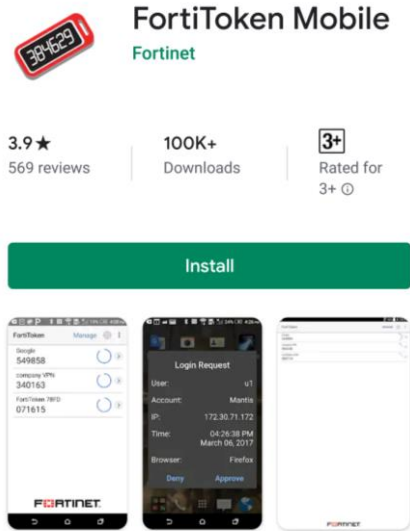 384629
FortiToken Mobile
Fortinet
3.9★
569 reviews
100K+
Downloads
3+
Rated for
3+
Install
FortiToken Manage
Google
549858
company VPN
340163
FortiToken 78FD
071615
FORTINET
Login Request
User: u1
Account: Mantis
IP: 172.30.71.172
Time: 04:26:38 PM
March 06, 2017
Browser: Firefox
Deny Approve
FORTINET